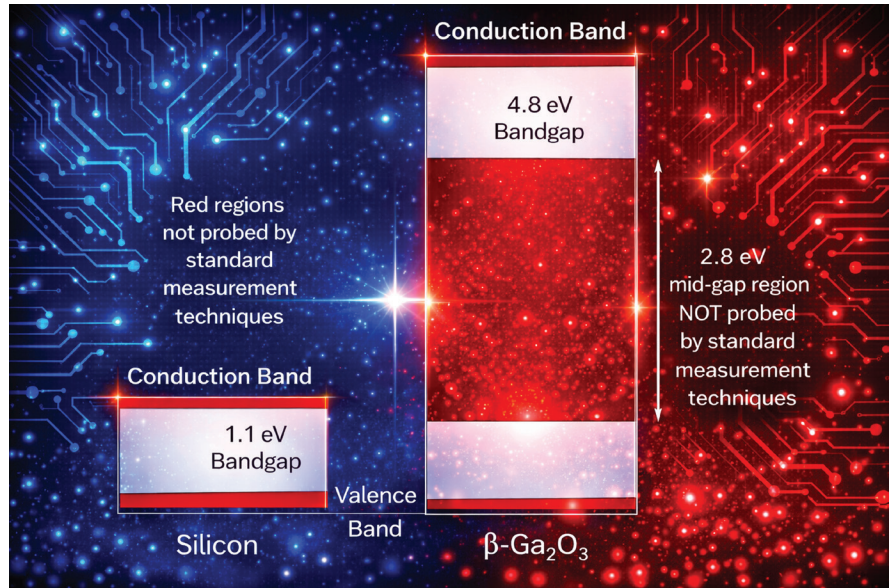 Conduction Band
4.8 eV
Bandgap
Red regions
not probed by
standard
measurement
techniques
2.8 eV
mid-gap region
NOT probed
by standard
measurement
techniques
Conduction Band
1.1 eV
Bandgap
Valence
Band
Silicon
β-Ga₂O₃